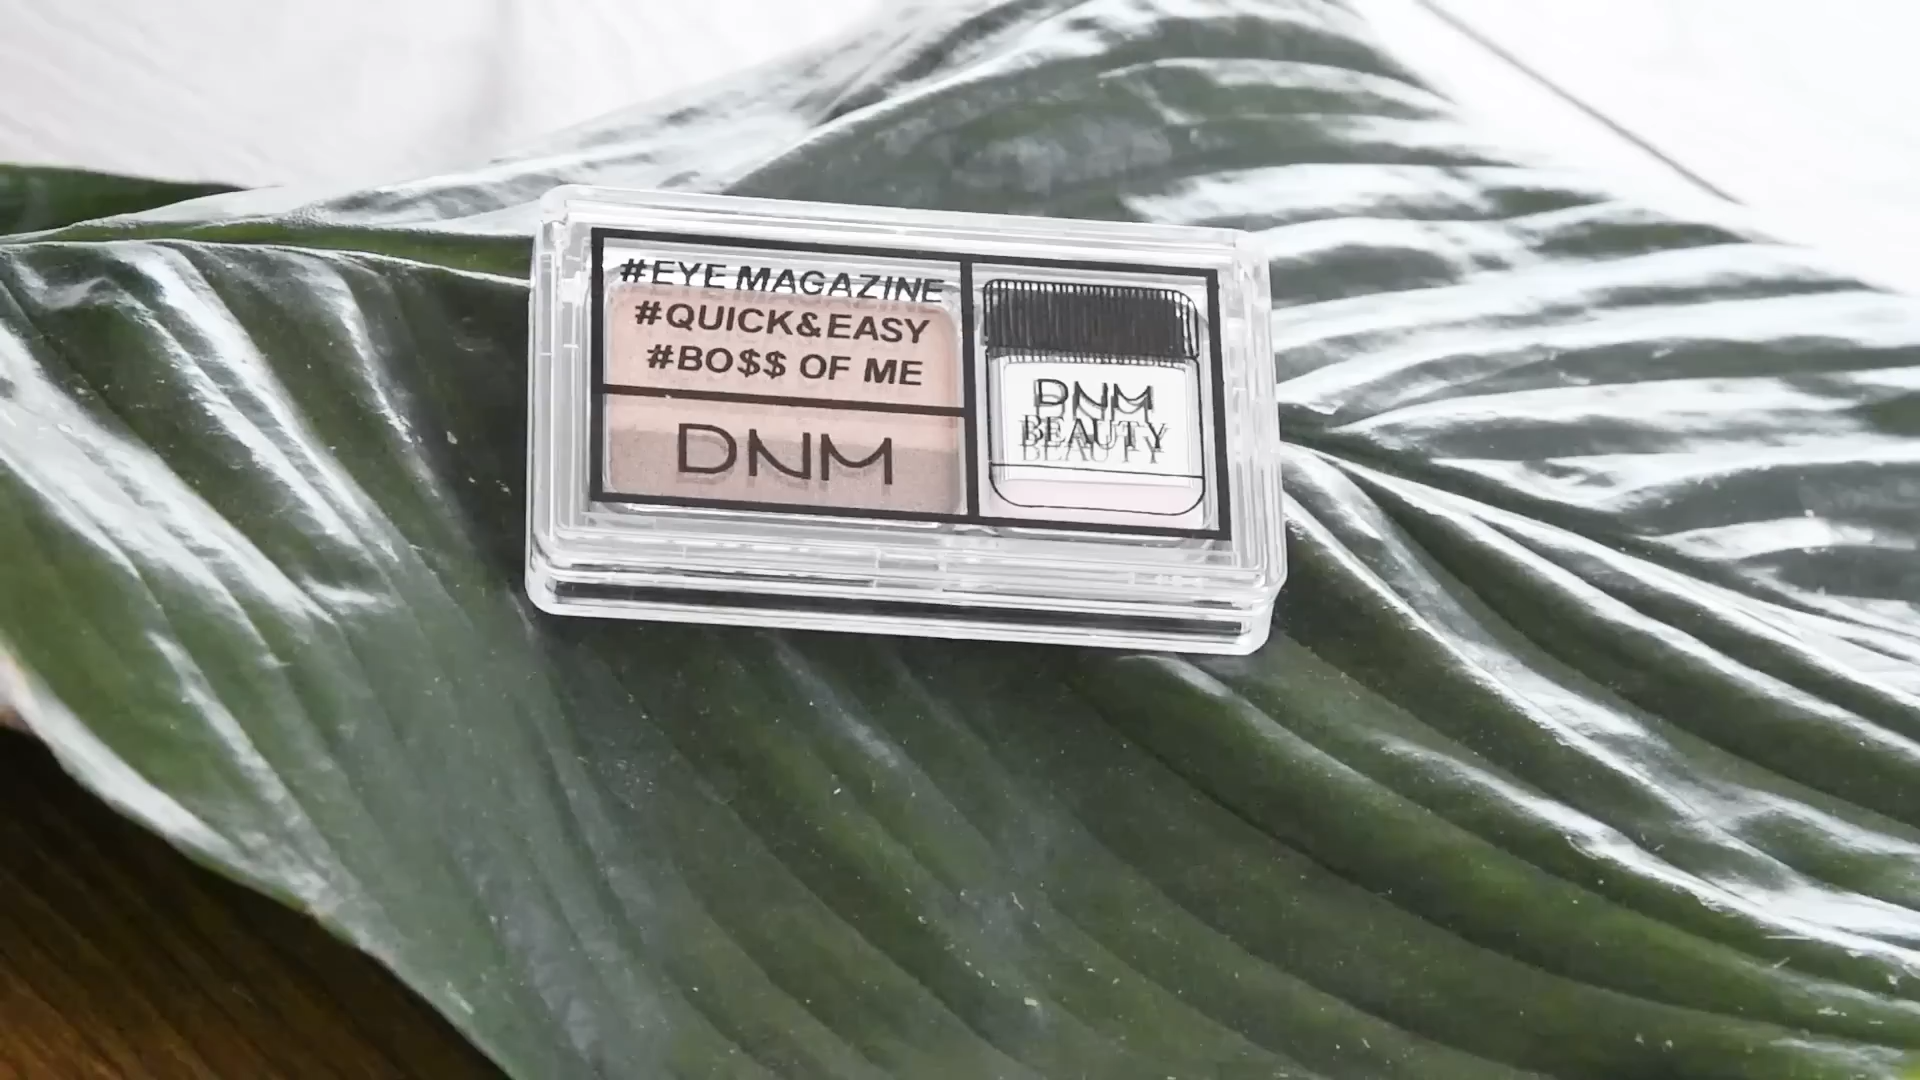 #EYE MAGAZINE
#QUICK&EASY
#BO$$ OF ME
DNM
DNM
BEAUTY